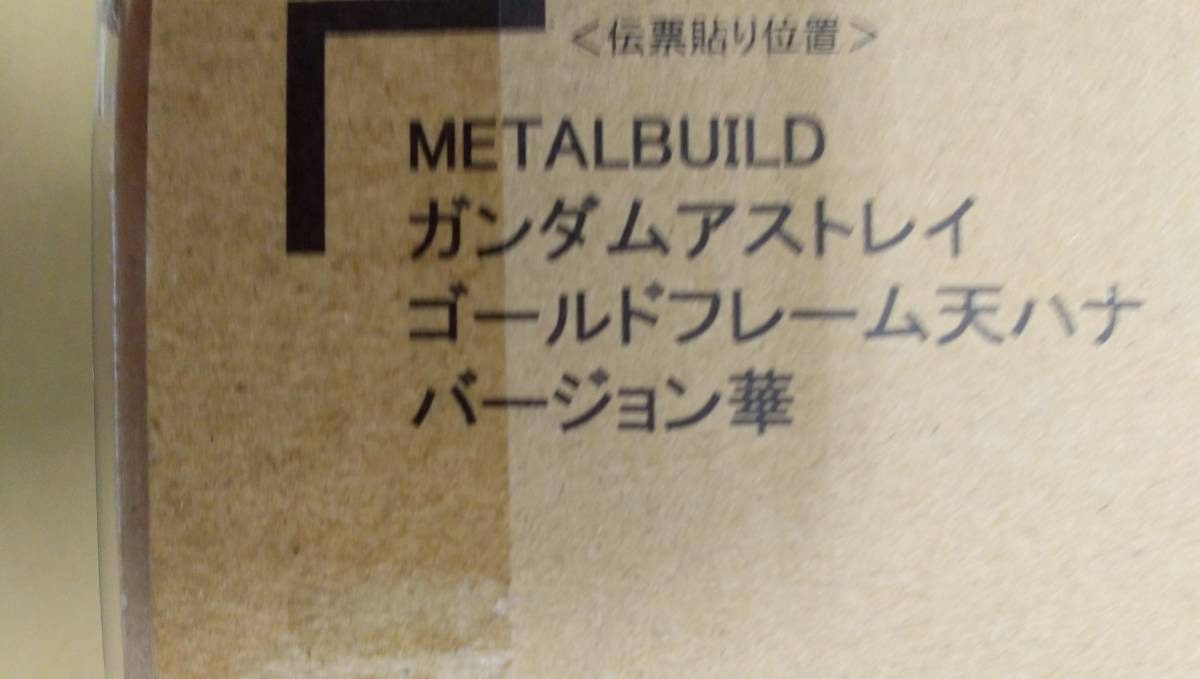 ＜伝票貼り位置＞
METALBUILD
ガンダムアストレイ
ゴールドフレーム天ハナ
バージョン華